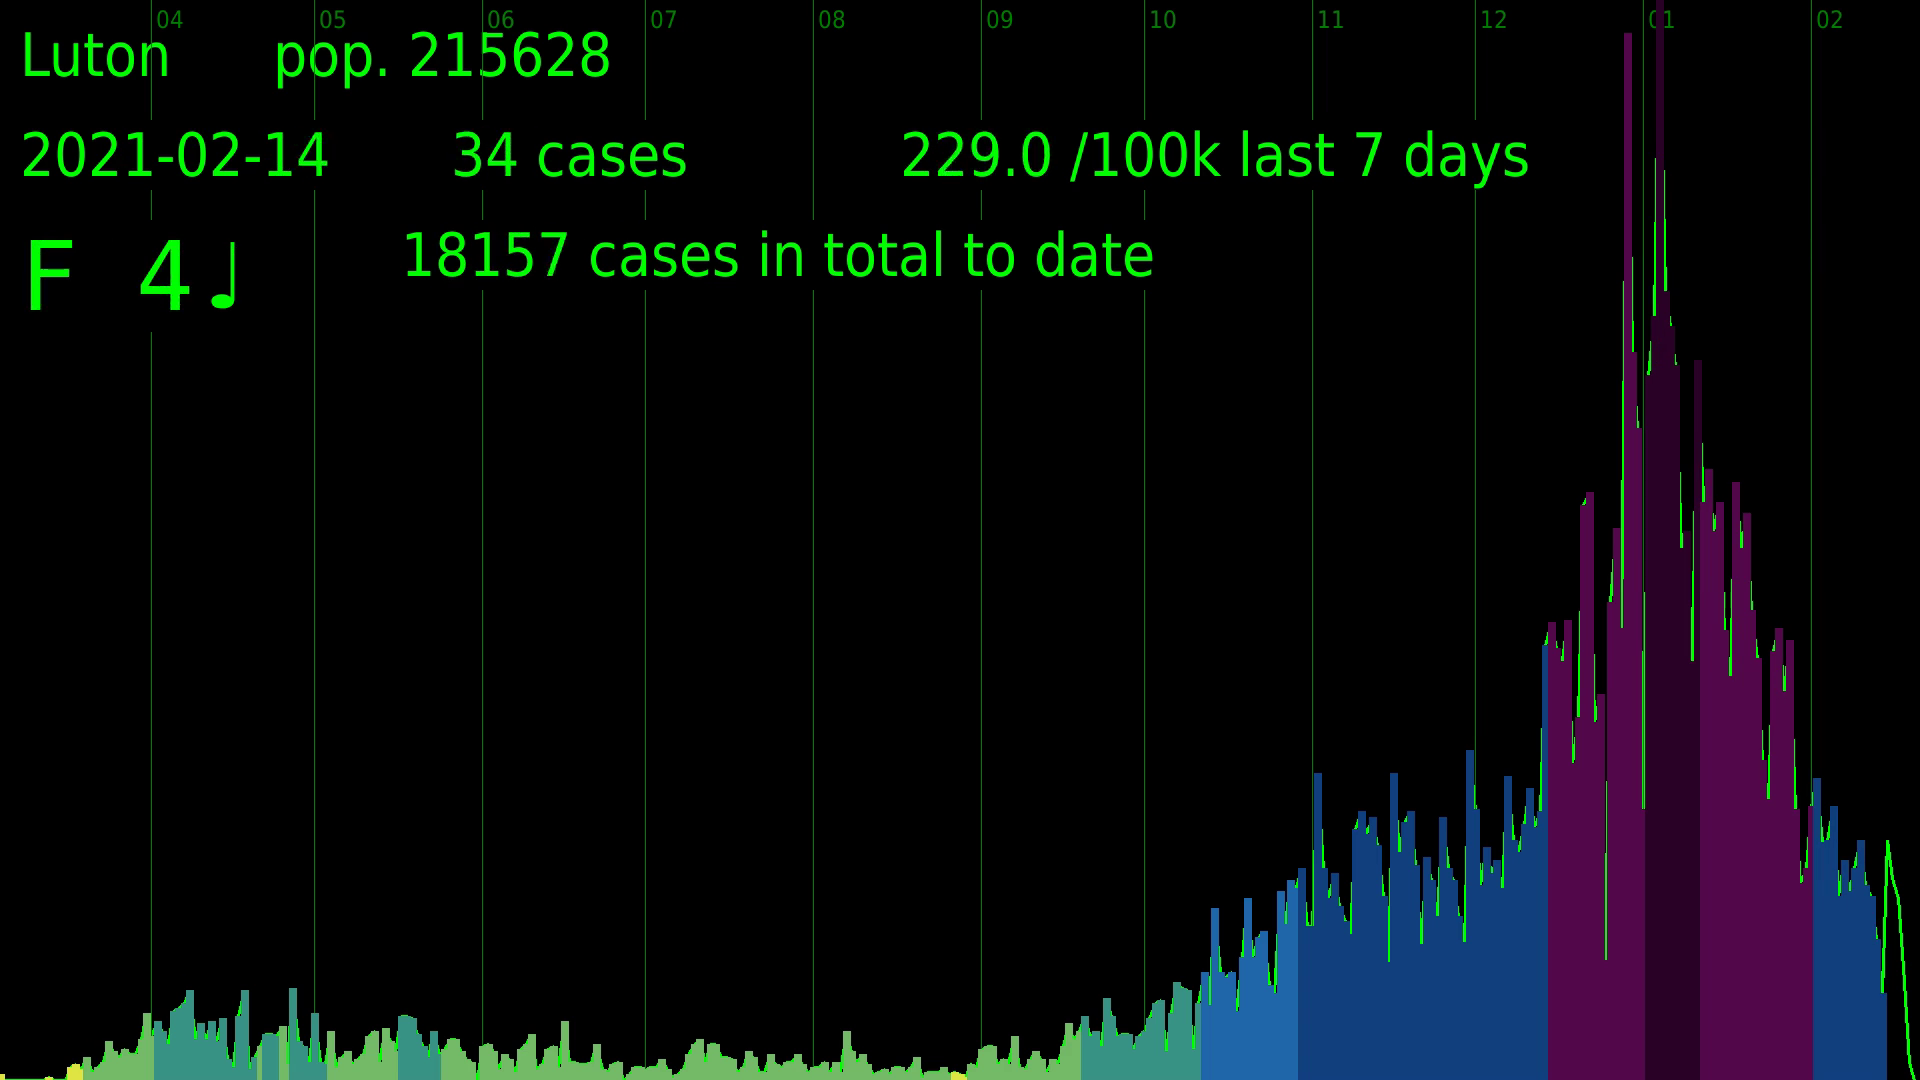 04 05 06 07 08 09 10 11 12 01 02
Luton pop. 215628
2021-02-14 34 cases 229.0 /100k last 7 days
F 4♩ 18157 cases in total to date